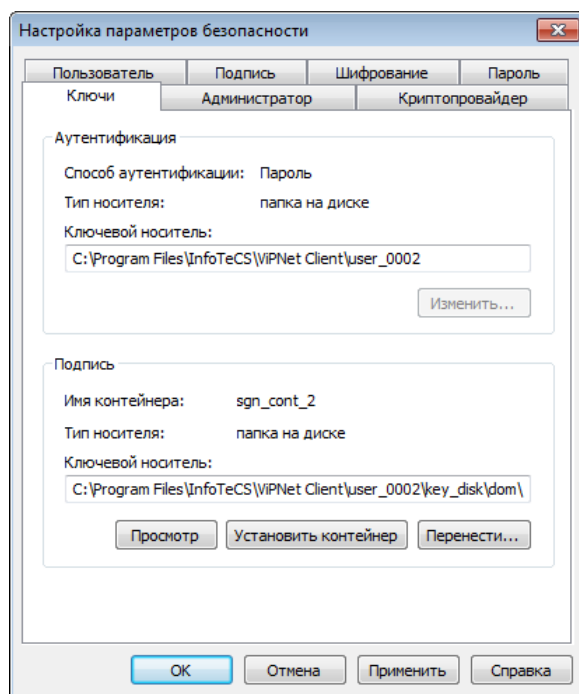 Настройка параметров безопасности
Пользователь Подпись Шифрование Пароль
Ключи Администратор Криптопровайдер
Аутентификация
Способ аутентификации: Пароль
Тип носителя: папка на диске
Ключевой носитель:
C:\Program Files\InfoTeCS\ViPNet Client\user_0002
Изменить...
Подпись
Имя контейнера: sgn_cont_2
Тип носителя: папка на диске
Ключевой носитель:
C:\Program Files\InfoTeCS\ViPNet Client\user_0002\key_disk\dom\
Просмотр Установить контейнер Перенести...
ОК Отмена Применить Справка